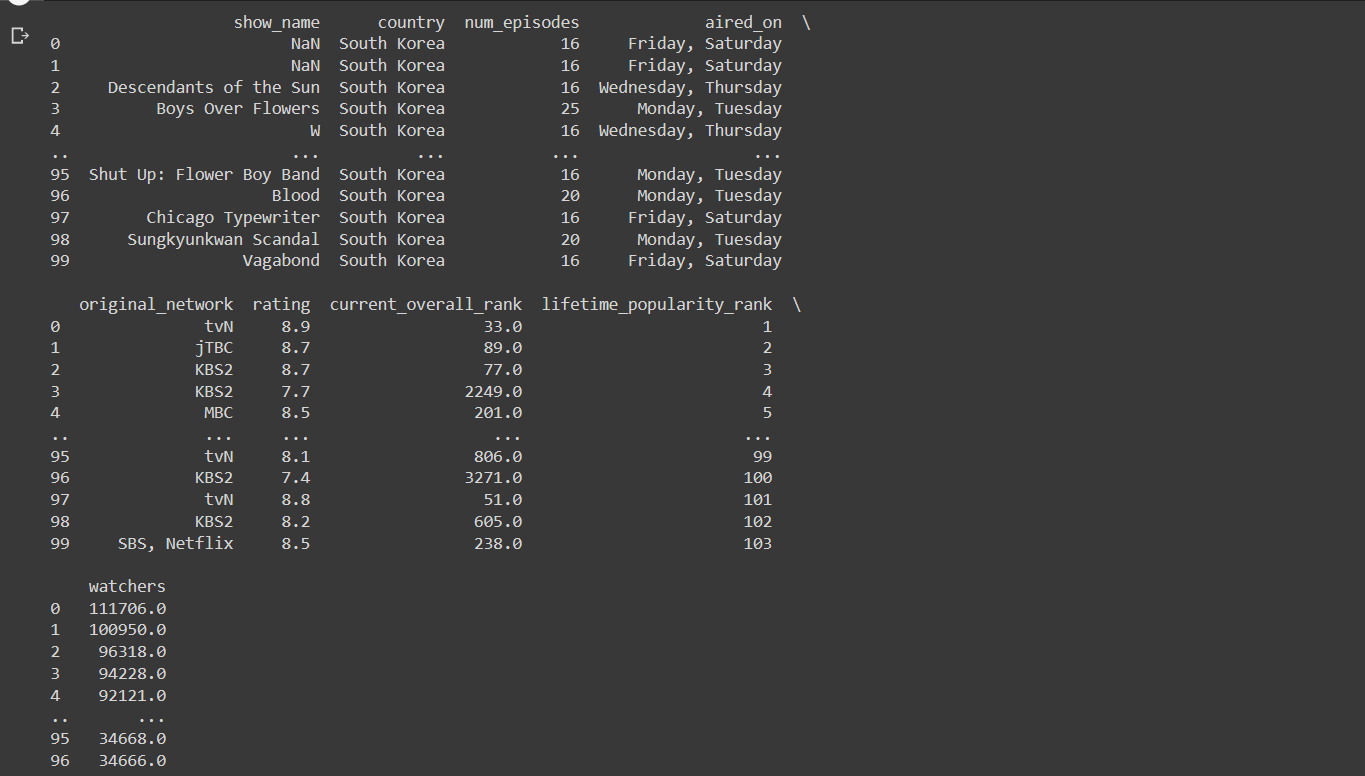 show_name country num_episodes aired_on \
0 NaN South Korea 16 Friday, Saturday
1 NaN South Korea 16 Friday, Saturday
2 Descendants of the Sun South Korea 16 Wednesday, Thursday
3 Boys Over Flowers South Korea 25 Monday, Tuesday
4 W South Korea 16 Wednesday, Thursday
.. ... ... ... ...
95 Shut Up: Flower Boy Band South Korea 16 Monday, Tuesday
96 Blood South Korea 20 Monday, Tuesday
97 Chicago Typewriter South Korea 16 Friday, Saturday
98 Sungkyunkwan Scandal South Korea 20 Monday, Tuesday
99 Vagabond South Korea 16 Friday, Saturday
original_network rating current_overall_rank lifetime_popularity_rank \
0 tvN 8.9 33.0 1
1 jTBC 8.7 89.0 2
2 KBS2 8.7 77.0 3
3 KBS2 7.7 2249.0 4
4 MBC 8.5 201.0 5
.. ... ... ... ...
95 tvN 8.1 806.0 99
96 KBS2 7.4 3271.0 100
97 tvN 8.8 51.0 101
98 KBS2 8.2 605.0 102
99 SBS, Netflix 8.5 238.0 103
watchers
0 111706.0
1 100950.0
2 96318.0
3 94228.0
4 92121.0
.. ...
95 34668.0
96 34666.0